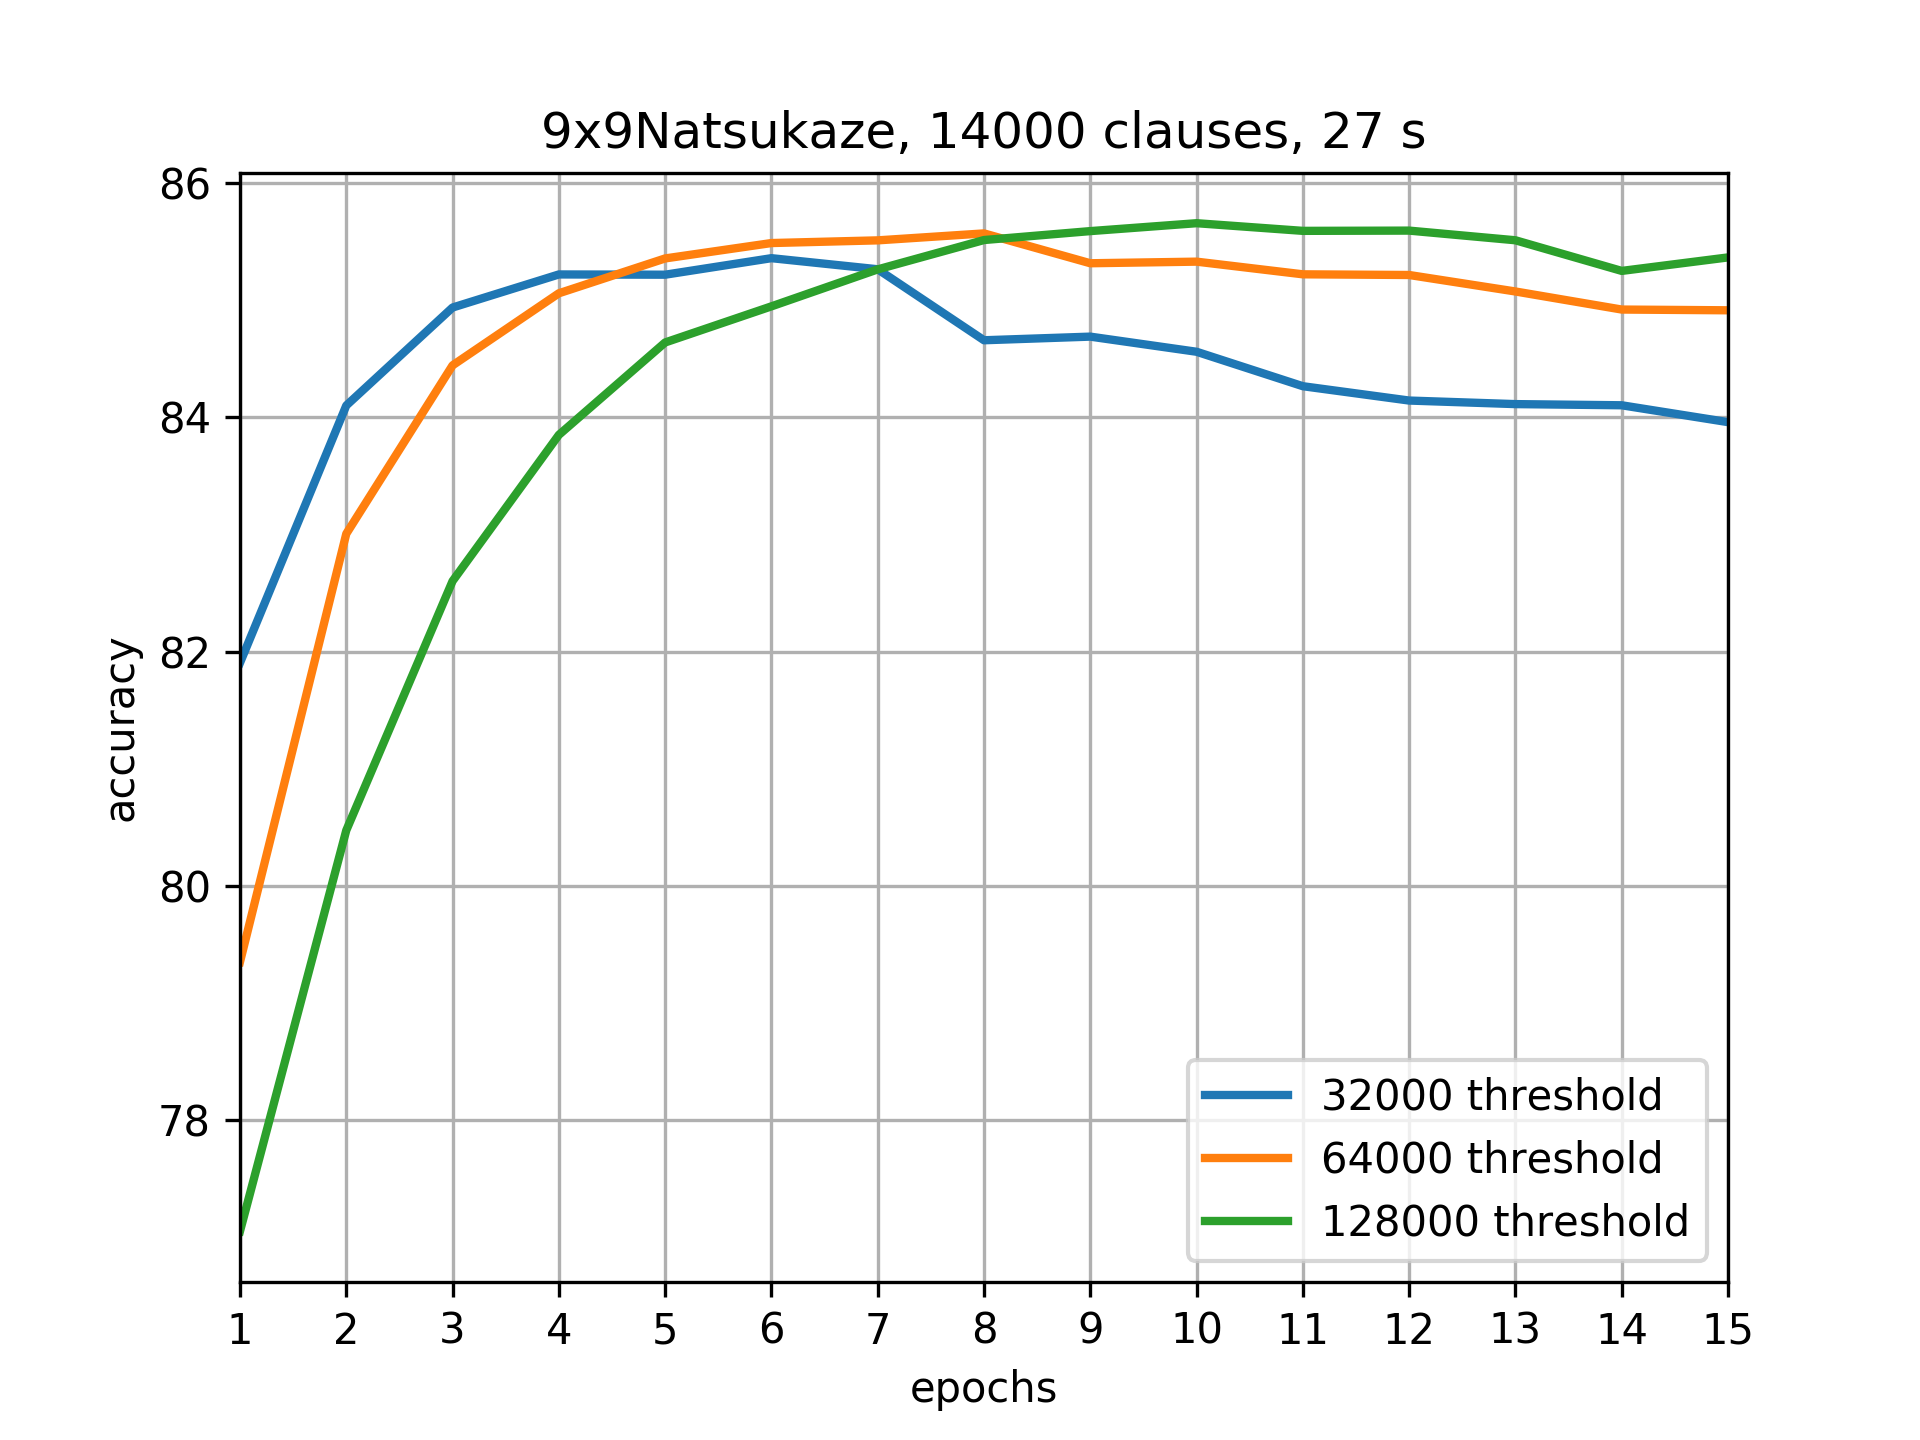 9x9Natsukaze, 14000 clauses, 27 s
86
84
82
80
78
accuracy
1 2 3 4 5 6 7 8 9 10 11 12 13 14 15
epochs
32000 threshold
64000 threshold
128000 threshold